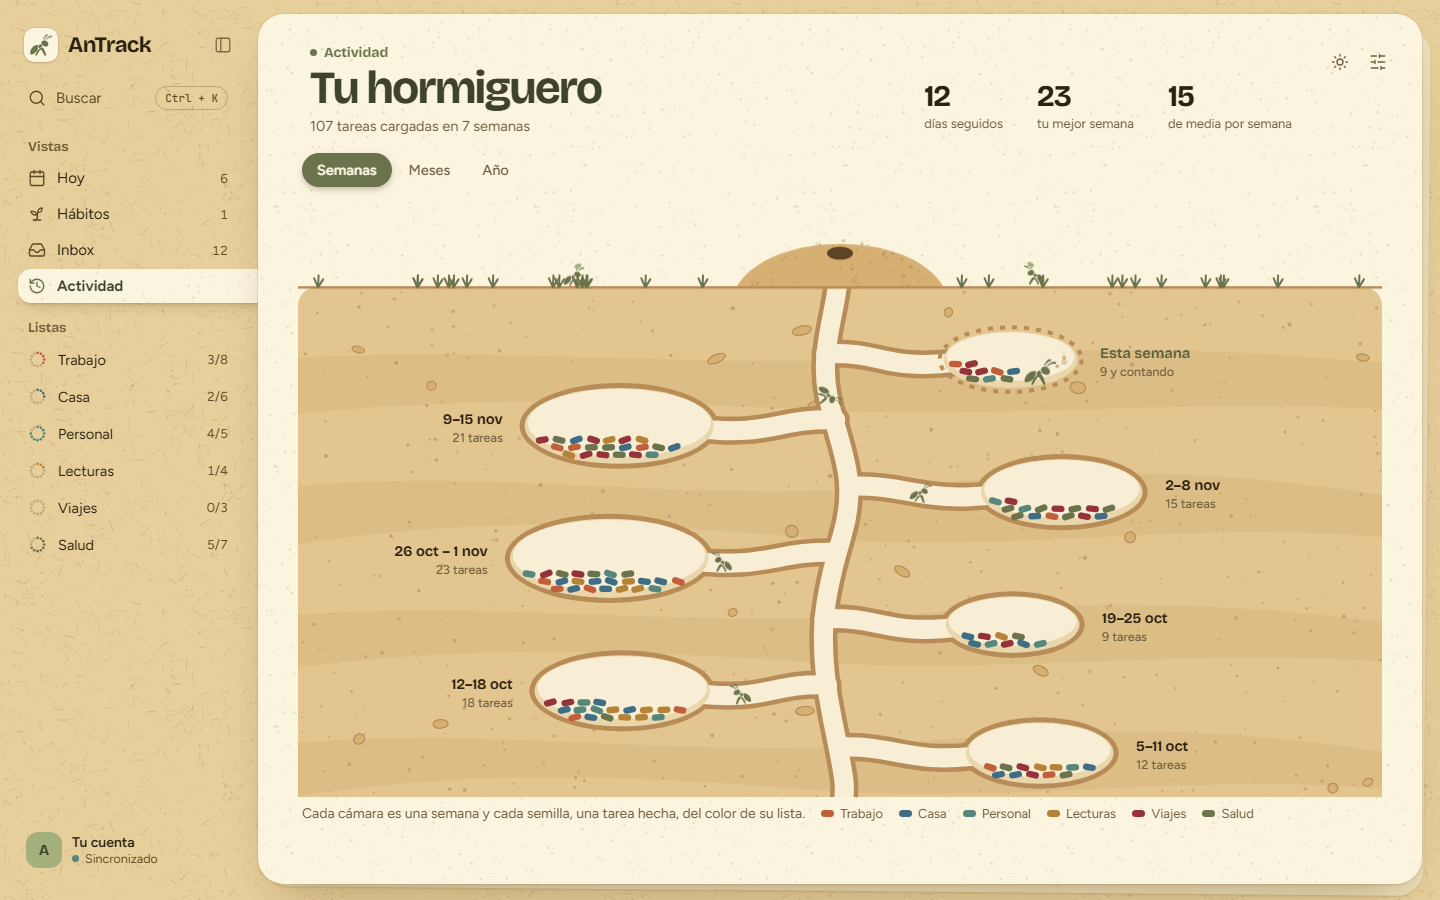 AnTrack
Buscar
Ctrl + K
Vistas
Hoy 6
Hábitos 1
Inbox 12
Actividad
Listas
Trabajo 3/8
Casa 2/6
Personal 4/5
Lecturas 1/4
Viajes 0/3
Salud 5/7
A
Tu cuenta
Sincronizado
Actividad
Tu hormiguero
107 tareas cargadas en 7 semanas
12
días seguidos
23
tu mejor semana
15
de media por semana
Semanas Meses Año
Esta semana
9 y contando
9–15 nov
21 tareas
2–8 nov
15 tareas
26 oct – 1 nov
23 tareas
19–25 oct
9 tareas
12–18 oct
18 tareas
5–11 oct
12 tareas
Cada cámara es una semana y cada semilla, una tarea hecha, del color de su lista. Trabajo Casa Personal Lecturas Viajes Salud